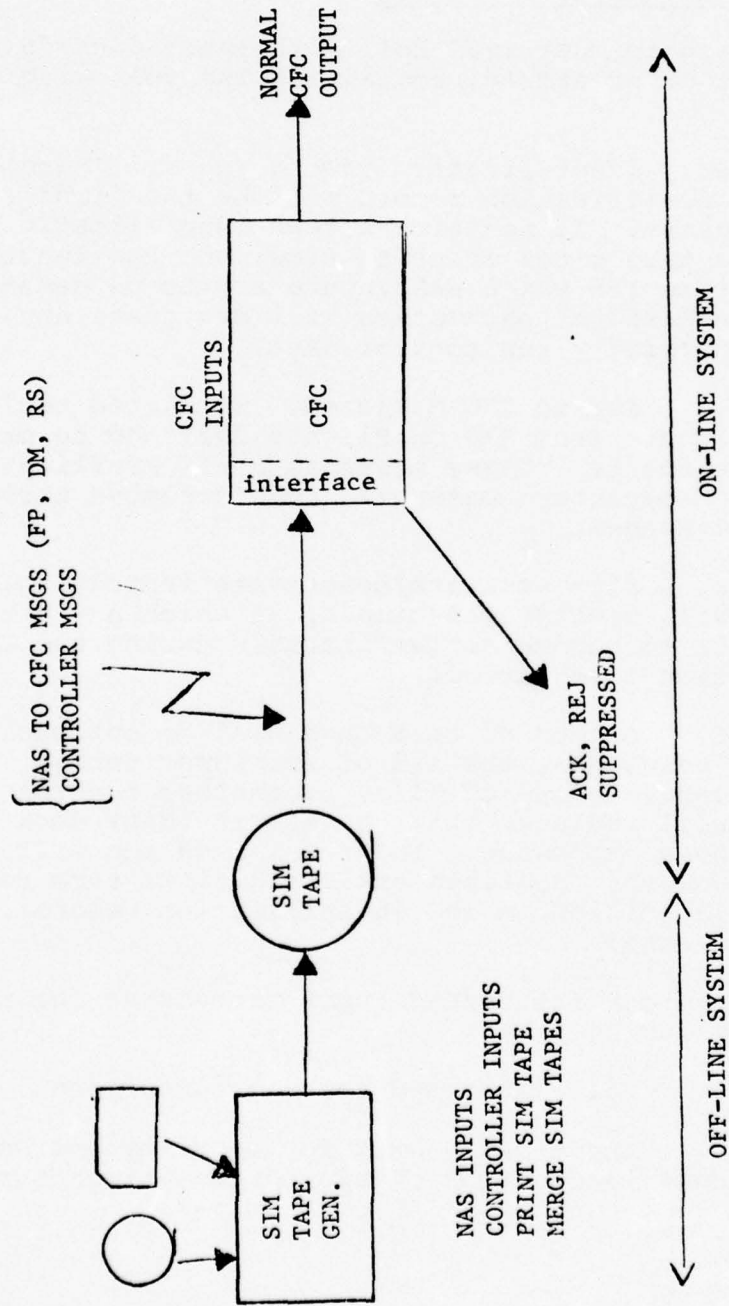 NAS TO CFC MSGS (FP, DM, RS)
CONTROLLER MSGS
SIM
TAPE
GEN.
SIM
TAPE
interface
CFC
INPUTS
CFC
NORMAL
CFC
OUTPUT
ACK, REJ
SUPPRESSED
NAS INPUTS
CONTROLLER INPUTS
PRINT SIM TAPE
MERGE SIM TAPES
OFF-LINE SYSTEM
ON-LINE SYSTEM